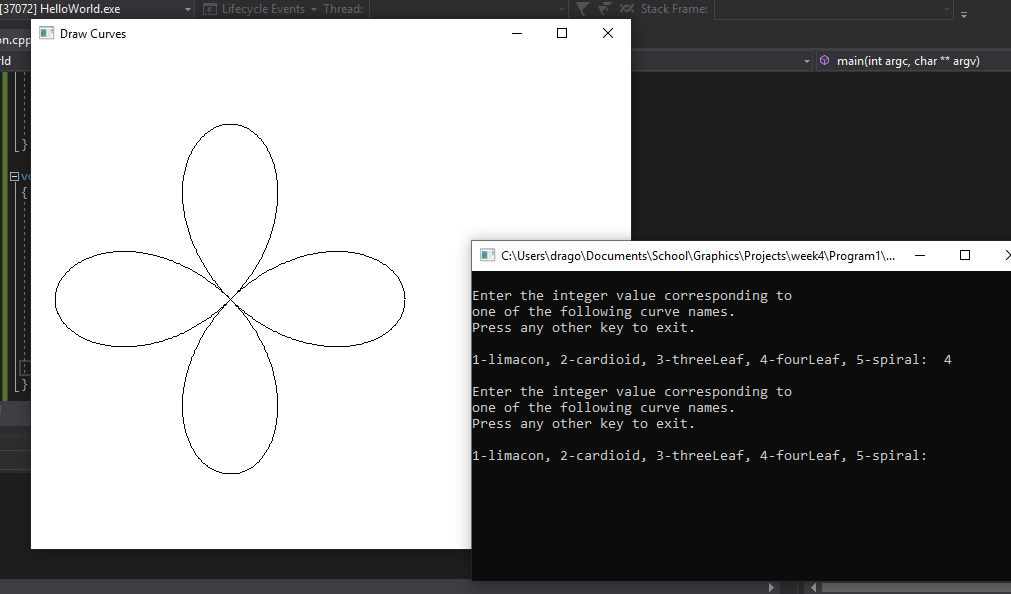 [37072] HelloWorld.exe
Lifecycle Events
Thread:
Stack Frame:
on.cpp
Draw Curves
ld
main(int argc, char ** argv)
}
vo
{
}
C:\Users\drago\Documents\School\Graphics\Projects\week4\Program1\...
Enter the integer value corresponding to
one of the following curve names.
Press any other key to exit.
1-limacon, 2-cardioid, 3-threeLeaf, 4-fourLeaf, 5-spiral:  4
Enter the integer value corresponding to
one of the following curve names.
Press any other key to exit.
1-limacon, 2-cardioid, 3-threeLeaf, 4-fourLeaf, 5-spiral: